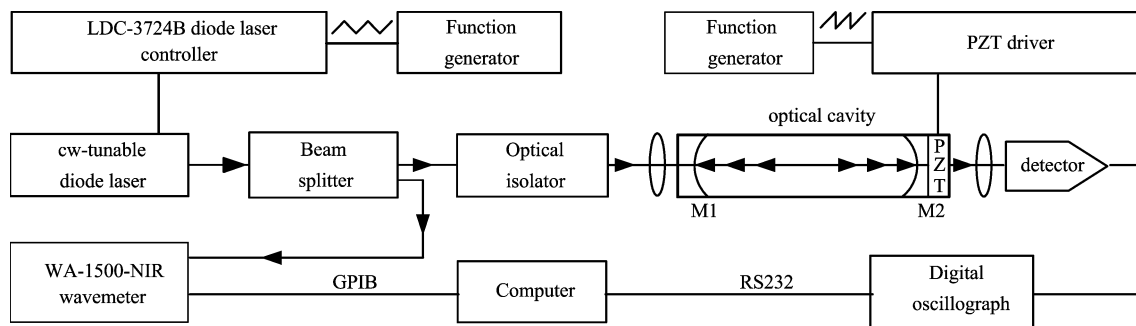 LDC-3724B diode laser
controller
Function
generator
Function
generator
PZT driver
optical cavity
cw-tunable
diode laser
Beam
splitter
Optical
isolator
PZT
detector
M1
M2
WA-1500-NIR
wavemeter
GPIB
Computer
RS232
Digital
oscillograph